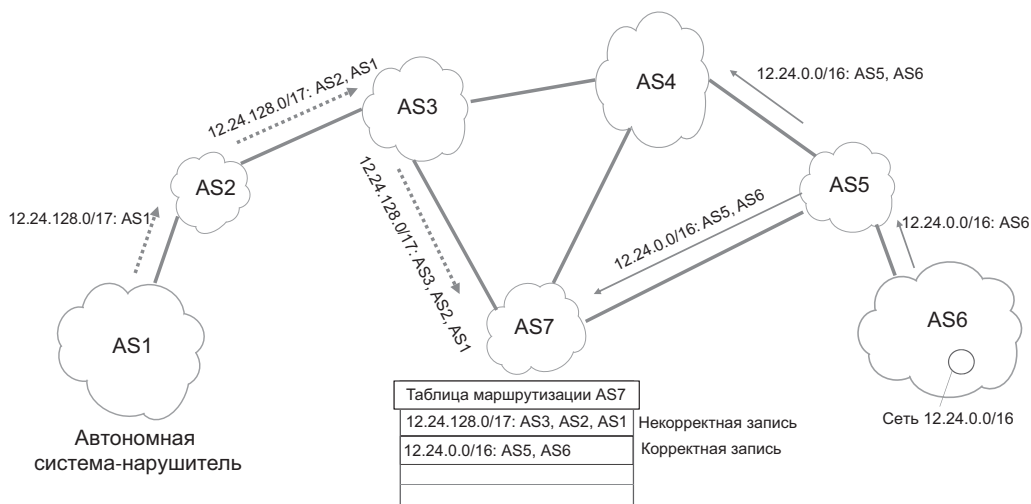 12.24.128.0/17: AS2, AS1
AS3
AS4
12.24.0.0/16: AS5, AS6
AS2
12.24.128.0/17: AS1
12.24.128.0/17: AS3, AS2, AS1
12.24.0.0/16: AS5, AS6
AS5
12.24.0.0/16: AS6
AS1
AS7
AS6
Автономная
система-нарушитель
Сеть 12.24.0.0/16
Таблица маршрутизации AS7
12.24.128.0/17: AS3, AS2, AS1 Некорректная запись
12.24.0.0/16: AS5, AS6 Корректная запись